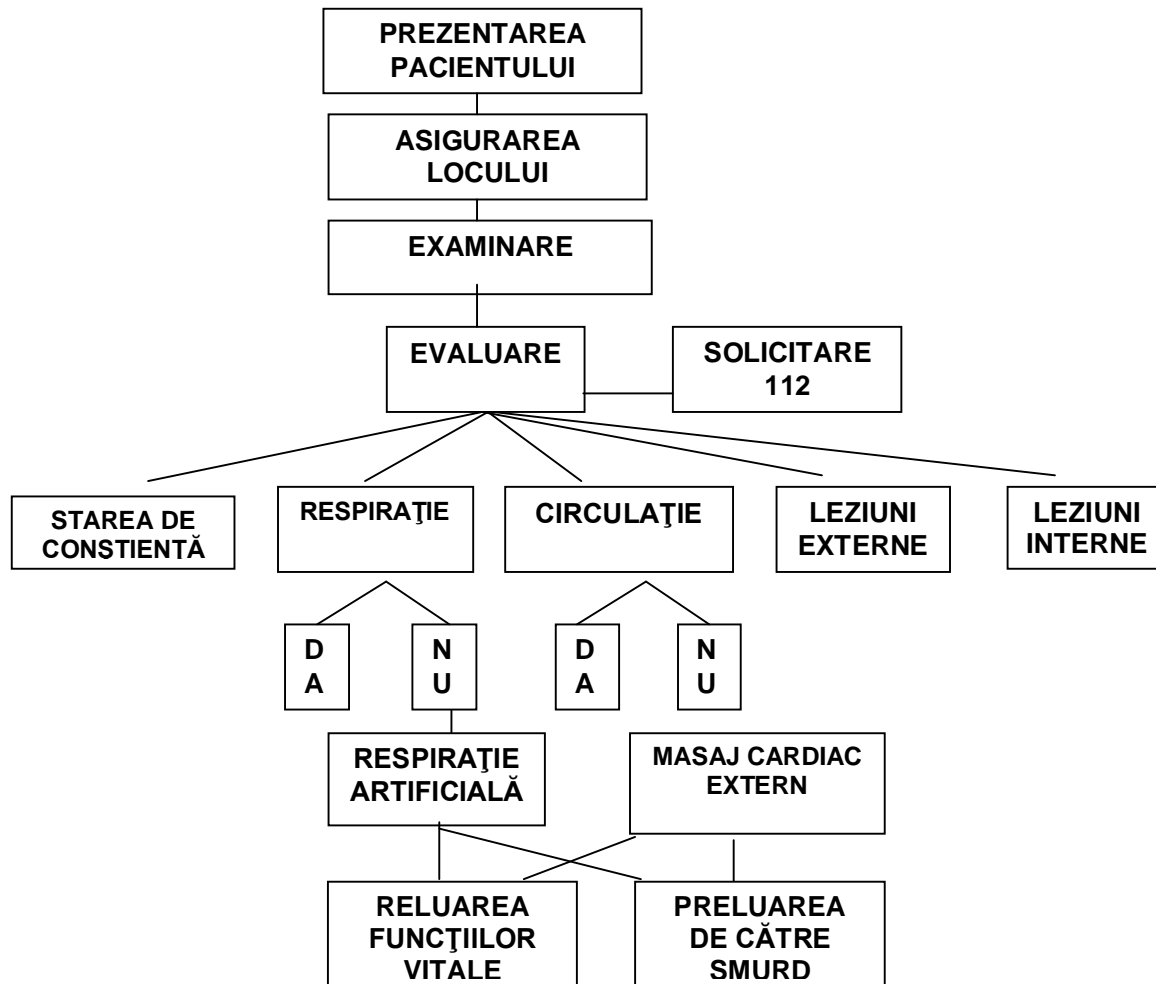 PREZENTAREA
PACIENTULUI
ASIGURAREA
LOCULUI
EXAMINARE
EVALUARE
SOLICITARE
112
STAREA DE
CONSTIENTĂ
RESPIRAŢIE
CIRCULAŢIE
LEZIUNI
EXTERNE
LEZIUNI
INTERNE
D
A
N
U
D
A
N
U
RESPIRAŢIE
ARTIFICIALĂ
MASAJ CARDIAC
EXTERN
RELUAREA
FUNCŢIILOR
VITALE
PRELUAREA
DE CĂTRE
SMURD